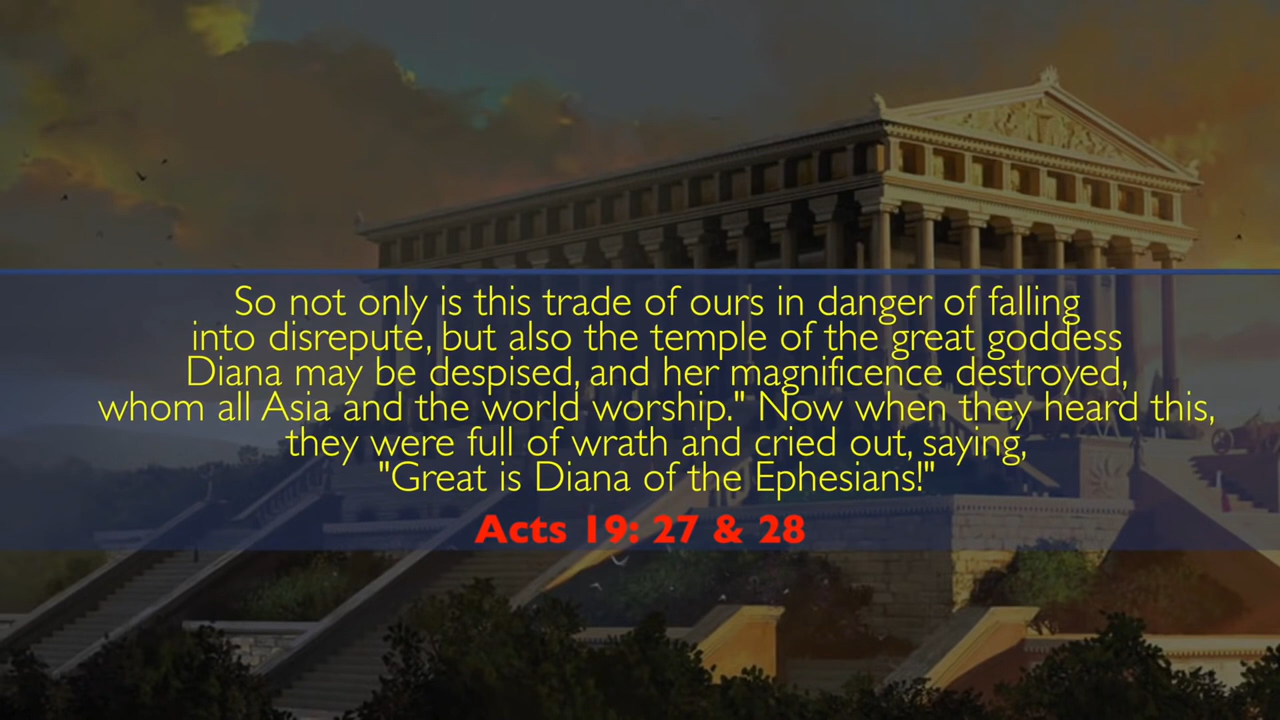 So not only is this trade of ours in danger of falling
into disrepute, but also the temple of the great goddess
Diana may be despised, and her magnificence destroyed,
whom all Asia and the world worship." Now when they heard this,
they were full of wrath and cried out, saying,
"Great is Diana of the Ephesians!"
Acts 19: 27 & 28